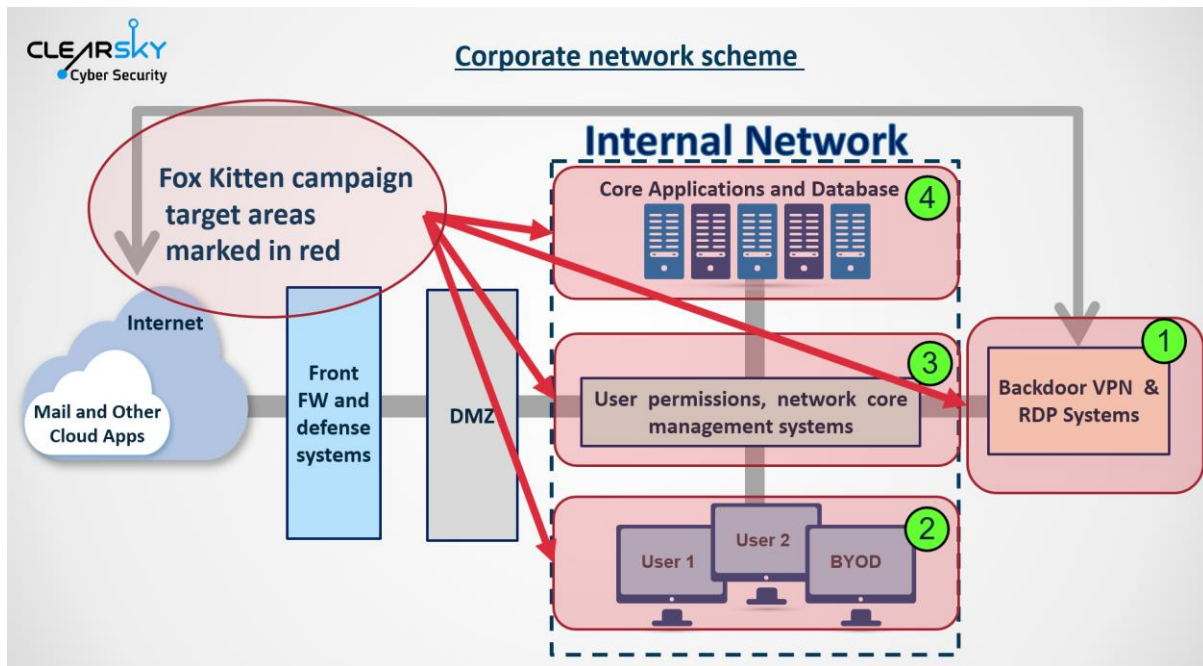 CLEARSKY
Cyber Security
Corporate network scheme
Internal Network
Fox Kitten campaign
target areas
marked in red
Core Applications and Database
4
Internet
Mail and Other
Cloud Apps
Front
FW and
defense
systems
DMZ
3
User permissions, network core
management systems
1
Backdoor VPN &
RDP Systems
2
User 1
User 2
BYOD